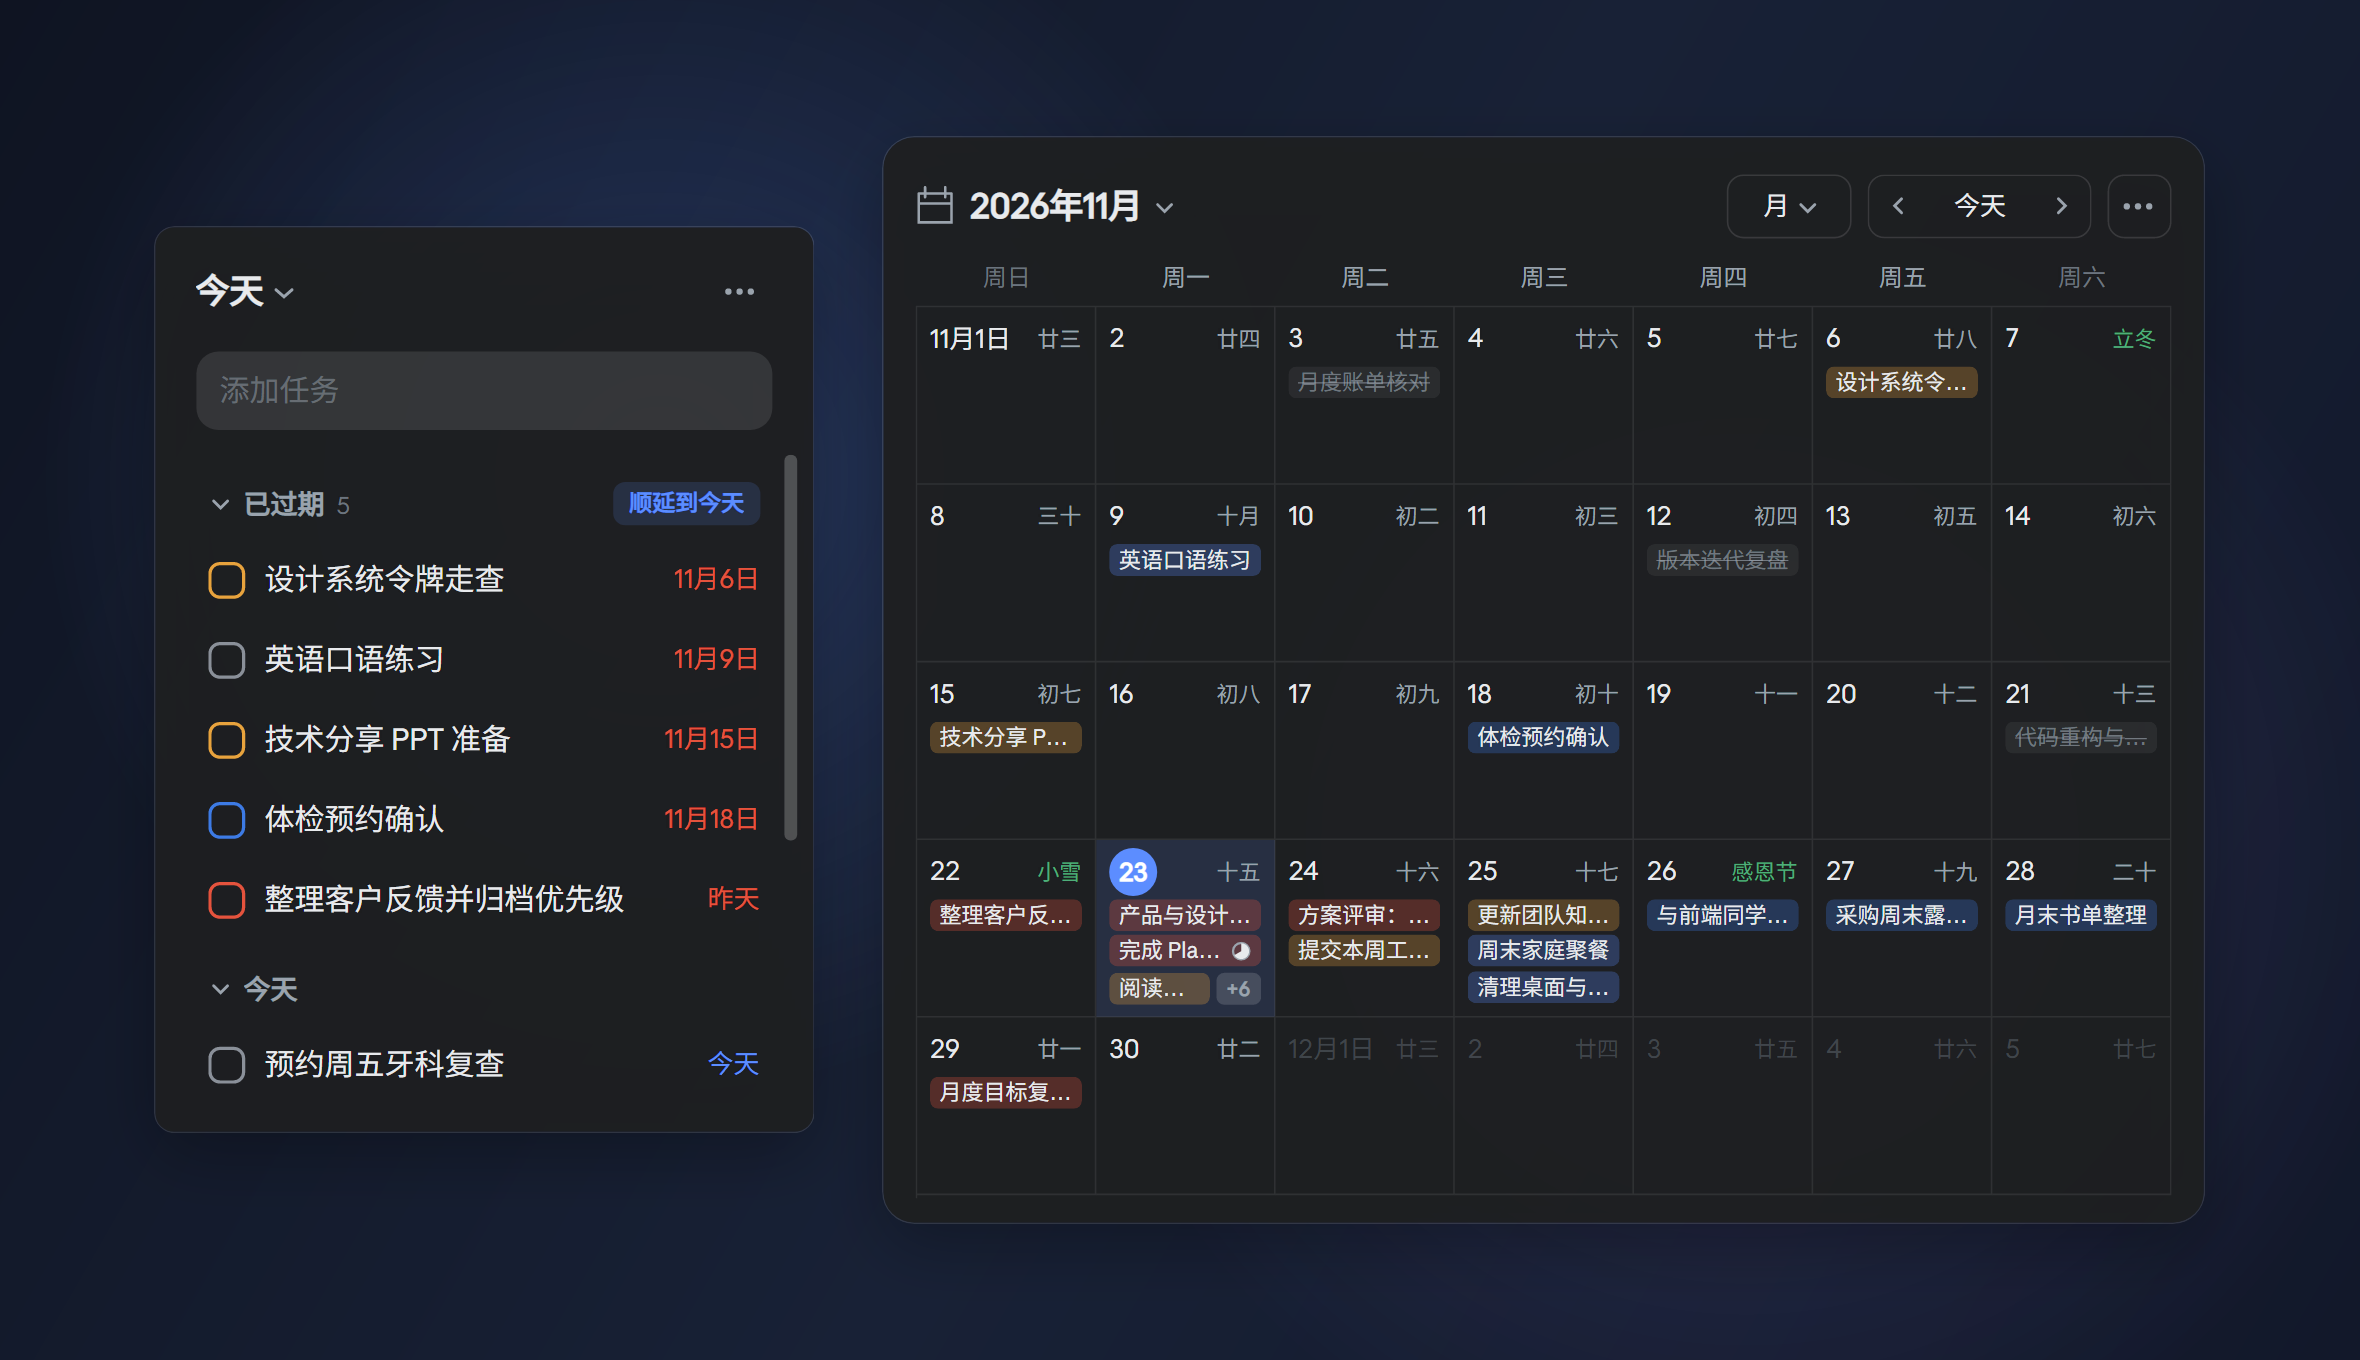 今天
添加任务
已过期 5 顺延到今天
设计系统令牌走查 11月6日
英语口语练习 11月9日
技术分享 PPT 准备 11月15日
体检预约确认 11月18日
整理客户反馈并归档优先级 昨天
今天
预约周五牙科复查 今天
2026年11月 月 今天
周日 周一 周二 周三 周四 周五 周六
11月1日 廿三 2 廿四 3 廿五 4 廿六 5 廿七 6 廿八 7 立冬
月度账单核对 设计系统令...
8 三十 9 十月 10 初二 11 初三 12 初四 13 初五 14 初六
英语口语练习 版本迭代复盘
15 初七 16 初八 17 初九 18 初十 19 十一 20 十二 21 十三
技术分享 P... 体检预约确认 代码重构与...
22 小雪 23 十五 24 十六 25 十七 26 感恩节 27 十九 28 二十
整理客户反... 产品与设计... 方案评审：... 更新团队知... 与前端同学... 采购周末露... 月末书单整理
完成 Pla... 提交本周工... 周末家庭聚餐
阅读... +6 清理桌面与...
29 廿一 30 廿二 12月1日 廿三 2 廿四 3 廿五 4 廿六 5 廿七
月度目标复...